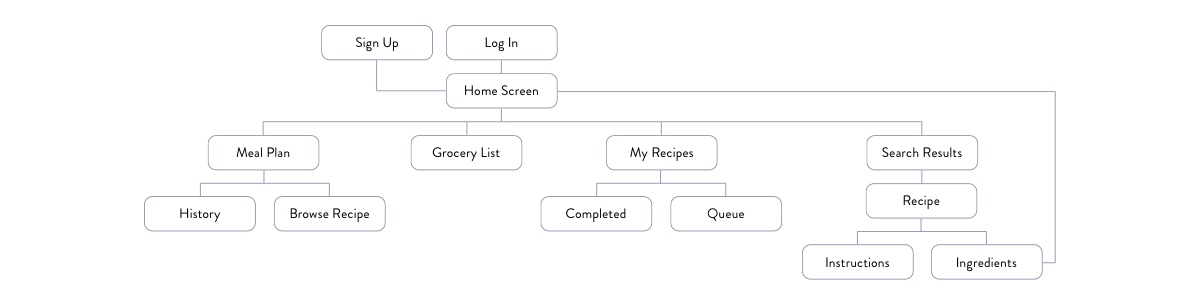 Sign Up
Log In
Home Screen
Meal Plan
Grocery List
My Recipes
Search Results
History
Browse Recipe
Completed
Queue
Recipe
Instructions
Ingredients